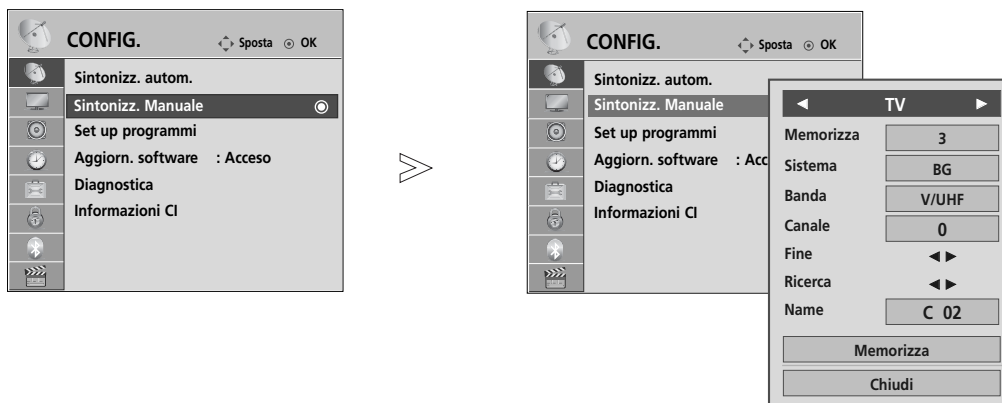 CONFIG.
Sposta OK
Sintonizz. autom.
Sintonizz. Manuale
Set up programmi
Aggiorn. software : Acceso
Diagnostica
Informazioni CI
CONFIG.
Sposta OK
Sintonizz. autom.
Sintonizz. Manuale
Set up programmi
Aggiorn. software : Acc
Diagnostica
Informazioni CI
◄ TV ►
Memorizza 3
Sistema BG
Banda V/UHF
Canale 0
Fine ◄ ►
Ricerca ◄ ►
Name C 02
Memorizza
Chiudi